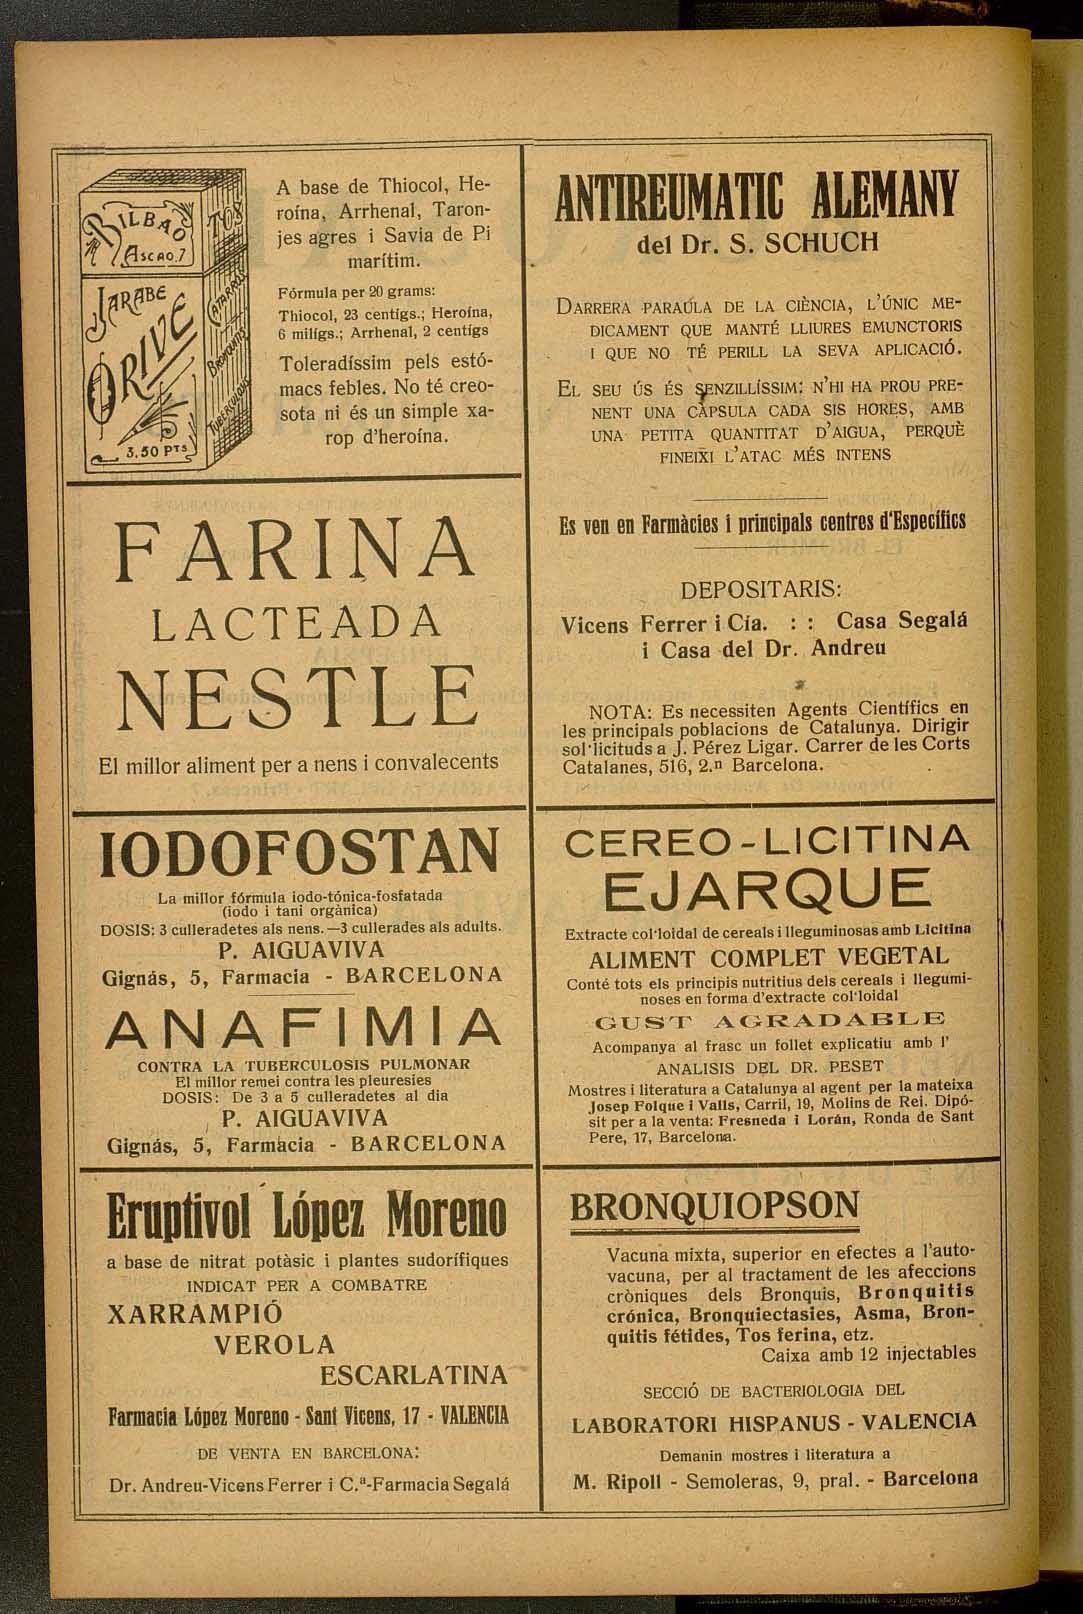 BILBAO
Ascao.7
TOS
JARABE
ORIVE
CATARROS
BRONQUITIS
TUBERCULOSIS
3,50 PTS
A base de Thiocol, He-
roína, Arrhenal, Taron-
jes agres i Savia de Pi
marítim.
Fórmula per 20 grams:
Thiocol, 23 centigs.; Heroína,
6 miligs.; Arrhenal, 2 centigs
Toleradíssim pels estó-
macs febles. No té creo-
sota ni és un simple xa-
rop d'heroína.
FARINA
LACTEADA
NESTLE
El millor aliment per a nens i convalecents
IODOFOSTAN
La millor fórmula iodo-tónica-fosfatada
(iodo i tani orgànica)
DOSIS: 3 culleradetes als nens.—3 cullerades als adults.
P. AIGUAVIVA
Gignás, 5, Farmacia - BARCELONA
ANAFIMIA
CONTRA LA TUBERCULOSIS PULMONAR
El millor remei contra les pleuresies
DOSIS: De 3 a 5 culleradetes al dia
P. AIGUAVIVA
Gignás, 5, Farmàcia - BARCELONA
Eruptivol López Moreno
a base de nitrat potàsic i plantes sudorífiques
INDICAT PER A COMBATRE
XARRAMPIÓ
VEROLA
ESCARLATINA
Farmacia López Moreno - Sant Vicens, 17 - VALENCIA
DE VENTA EN BARCELONA:
Dr. Andreu-Vicens Ferrer i C.ª-Farmacia Segalá
ANTIREUMATIC ALEMANY
del Dr. S. SCHUCH
DARRERA PARAULA DE LA CIÈNCIA, L'ÚNIC ME-
DICAMENT QUE MANTÉ LLIURES EMUNCTORIS
I QUE NO TÉ PERILL LA SEVA APLICACIÓ.
EL SEU ÚS ÉS SENZILLÍSSIM: N'HI HA PROU PRE-
NENT UNA CÀPSULA CADA SIS HORES, AMB
UNA PETITA QUANTITAT D'AIGUA, PERQUÈ
FINEIXI L'ATAC MÉS INTENS
Es ven en Farmàcies i principals centres d'Específics
DEPOSITARIS:
Vicens Ferrer i Cía. : : Casa Segalá
i Casa del Dr. Andreu
NOTA: Es necessiten Agents Científics en
les principals poblacions de Catalunya. Dirigir
sol·licituds a J. Pérez Ligar. Carrer de les Corts
Catalanes, 516, 2.n Barcelona.
CEREO-LICITINA
EJARQUE
Extracte col·loidal de cereals i lleguminosas amb Licitina
ALIMENT COMPLET VEGETAL
Conté tots els principis nutritius dels cereals i llegumi-
noses en forma d'extracte col·loidal
GUST AGRADABLE
Acompanya al frasc un follet explicatiu amb l'
ANALISIS DEL DR. PESET
Mostres i literatura a Catalunya al agent per la mateixa
Josep Folque i Valls, Carril, 19, Molins de Rei. Dipó-
sit per a la venta: Fresneda i Lorán, Ronda de Sant
Pere, 17, Barcelona.
BRONQUIOPSON
Vacuna mixta, superior en efectes a l'auto-
vacuna, per al tractament de les afeccions
cròniques dels Bronquis, Bronquitis
crónica, Bronquiectasies, Asma, Bron-
quitis fétides, Tos ferina, etz.
Caixa amb 12 injectables
SECCIÓ DE BACTERIOLOGIA DEL
LABORATORI HISPANUS - VALENCIA
Demanin mostres i literatura a
M. Ripoll - Semoleras, 9, pral. - Barcelona